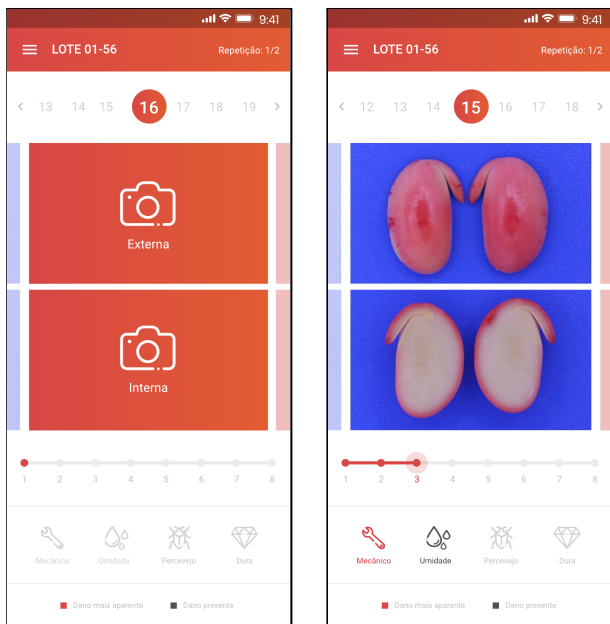 9:41
LOTE 01-56 Repetição: 1/2
< 13 14 15 16 17 18 19 >
Externa
Interna
1 2 3 4 5 6 7 8
Mecânico Umidade Percevejo Dura
Dano mais aparente Dano presente
9:41
LOTE 01-56 Repetição: 1/2
< 12 13 14 15 16 17 18 >
1 2 3 4 5 6 7 8
Mecânico Umidade Percevejo Dura
Dano mais aparente Dano presente